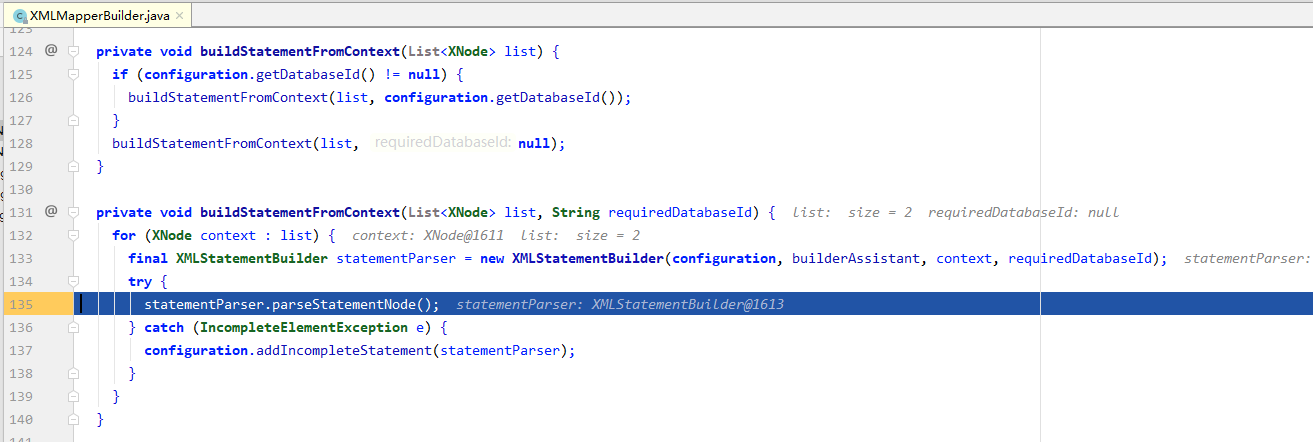 XMLMapperBuilder.java ×
123
124 @ private void buildStatementFromContext(List<XNode> list) {
125 if (configuration.getDatabaseId() != null) {
126 buildStatementFromContext(list, configuration.getDatabaseId());
127 }
128 buildStatementFromContext(list, requiredDatabaseId: null);
129 }
130
131 @ private void buildStatementFromContext(List<XNode> list, String requiredDatabaseId) { list: size = 2 requiredDatabaseId: null
132 for (XNode context : list) { context: XNode@1611 list: size = 2
133 final XMLStatementBuilder statementParser = new XMLStatementBuilder(configuration, builderAssistant, context, requiredDatabaseId); statementParser:
134 try {
135 statementParser.parseStatementNode(); statementParser: XMLStatementBuilder@1613
136 } catch (IncompleteElementException e) {
137 configuration.addIncompleteStatement(statementParser);
138 }
139 }
140 }